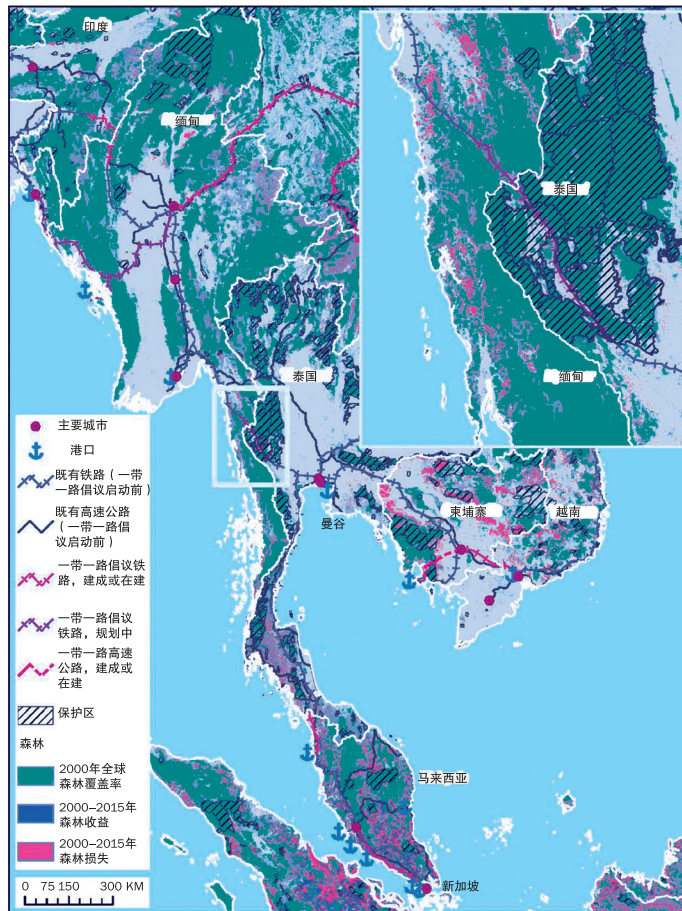 印度
缅甸
泰国
泰国
缅甸
曼谷
柬埔寨
越南
马来西亚
新加坡
主要城市
港口
既有铁路（一带
一路倡议启动前）
既有高速公路
（一带一路倡
议启动前）
一带一路倡议铁
路，建成或在建
一带一路倡议
铁路，规划中
一带一路高速
公路，建成或
在建
保护区
森林
2000年全球
森林覆盖率
2000–2015年
森林收益
2000–2015年
森林损失
0 75 150 300 KM